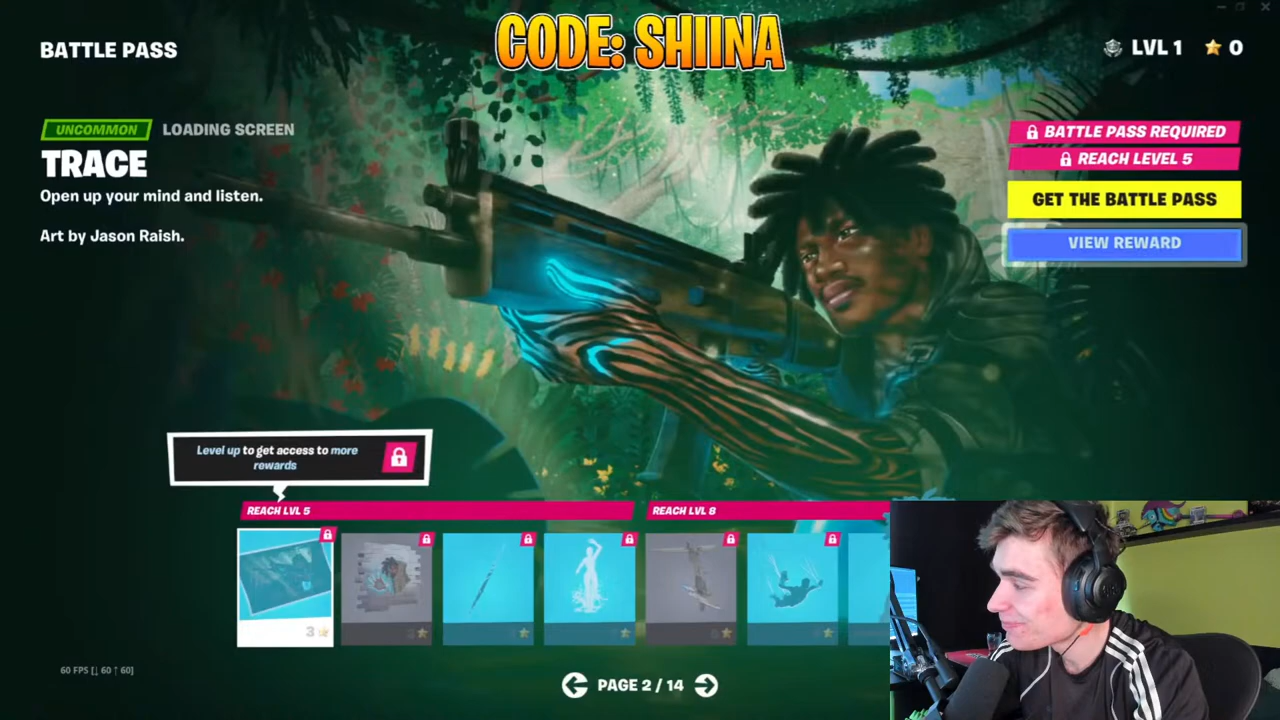 CODE: SHIINA
BATTLE PASS
LVL 1
0
UNCOMMON
LOADING SCREEN
TRACE
Open up your mind and listen.
Art by Jason Raish.
BATTLE PASS REQUIRED
REACH LEVEL 5
GET THE BATTLE PASS
VIEW REWARD
Level up to get access to more
rewards
REACH LVL 5
REACH LVL 8
3
60 FPS [↓ 60 ↑ 60]
PAGE 2 / 14